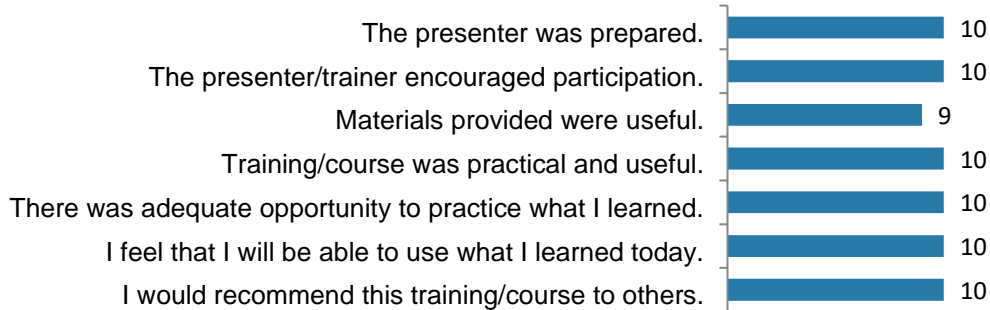 The presenter was prepared. 10
The presenter/trainer encouraged participation. 10
Materials provided were useful. 9
Training/course was practical and useful. 10
There was adequate opportunity to practice what I learned. 10
I feel that I will be able to use what I learned today. 10
I would recommend this training/course to others. 10